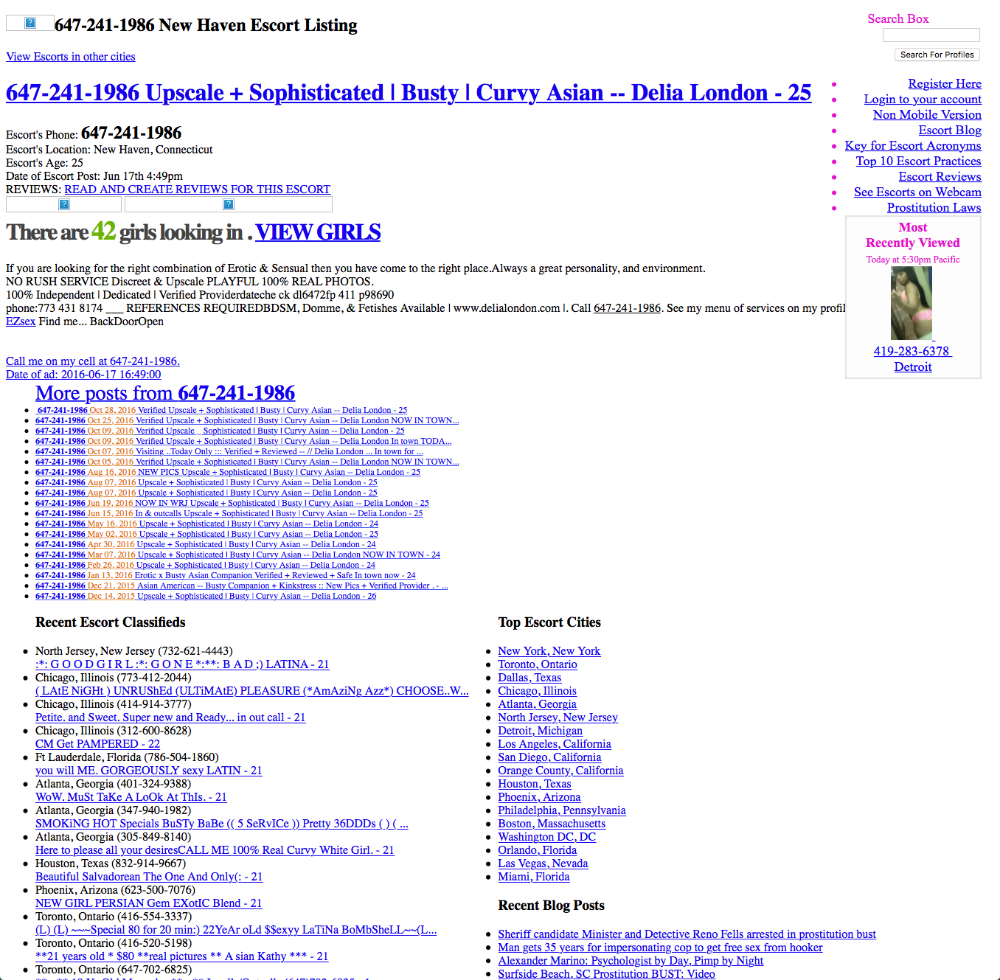 647-241-1986 New Haven Escort Listing
Search Box
Search For Profiles
View Escorts in other cities
647-241-1986 Upscale + Sophisticated | Busty | Curvy Asian -- Delia London - 25
Register Here
Login to your account
Non Mobile Version
Escort Blog
Key for Escort Acronyms
Top 10 Escort Practices
Escort Reviews
See Escorts on Webcam
Prostitution Laws
Most
Recently Viewed
Today at 5:30pm Pacific
419-283-6378
Detroit
Escort's Phone: 647-241-1986
Escort's Location: New Haven, Connecticut
Escort's Age: 25
Date of Escort Post: Jun 17th 4:49pm
REVIEWS: READ AND CREATE REVIEWS FOR THIS ESCORT
There are 42 girls looking in . VIEW GIRLS
If you are looking for the right combination of Erotic & Sensual then you have come to the right place.Always a great personality, and environment.
NO RUSH SERVICE Discreet & Upscale PLAYFUL 100% REAL PHOTOS.
100% Independent | Dedicated | Verified Providerdateche ck dl6472fp 411 p98690
phone:773 431 8174 ___ REFERENCES REQUIREDBDSM, Domme, & Fetishes Available | www.delialondon.com |. Call 647-241-1986. See my menu of services on my profil
EZsex Find me... BackDoorOpen
Call me on my cell at 647-241-1986.
Date of ad: 2016-06-17 16:49:00
More posts from 647-241-1986
647-241-1986 Oct 28, 2016 Verified Upscale + Sophisticated | Busty | Curvy Asian -- Delia London - 25
647-241-1986 Oct 25, 2016 Verified Upscale + Sophisticated | Busty | Curvy Asian -- Delia London NOW IN TOWN...
647-241-1986 Oct 09, 2016 Verified Upscale _ Sophisticated | Busty | Curvy Asian -- Delia London - 25
647-241-1986 Oct 09, 2016 Verified Upscale + Sophisticated | Busty | Curvy Asian -- Delia London In town TODA...
647-241-1986 Oct 07, 2016 Visiting ..Today Only ::: Verified + Reviewed -- // Delia London ... In town for ...
647-241-1986 Oct 05, 2016 Verified Upscale + Sophisticated | Busty | Curvy Asian -- Delia London NOW IN TOWN...
647-241-1986 Aug 16, 2016 NEW PICS Upscale + Sophisticated | Busty | Curvy Asian -- Delia London - 25
647-241-1986 Aug 07, 2016 Upscale + Sophisticated | Busty | Curvy Asian -- Delia London - 25
647-241-1986 Aug 07, 2016 Upscale + Sophisticated | Busty | Curvy Asian -- Delia London - 25
647-241-1986 Jun 19, 2016 NOW IN WRJ Upscale + Sophisticated | Busty | Curvy Asian -- Delia London - 25
647-241-1986 Jun 15, 2016 In & outcalls Upscale + Sophisticated | Busty | Curvy Asian -- Delia London - 25
647-241-1986 May 16, 2016 Upscale + Sophisticated | Busty | Curvy Asian -- Delia London - 24
647-241-1986 May 02, 2016 Upscale + Sophisticated | Busty | Curvy Asian -- Delia London - 25
647-241-1986 Apr 30, 2016 Upscale + Sophisticated | Busty | Curvy Asian -- Delia London - 24
647-241-1986 Mar 07, 2016 Upscale + Sophisticated | Busty | Curvy Asian -- Delia London NOW IN TOWN - 24
647-241-1986 Feb 26, 2016 Upscale + Sophisticated | Busty | Curvy Asian -- Delia London - 24
647-241-1986 Jan 13, 2016 Erotic x Busty Asian Companion Verified + Reviewed + Safe In town now - 24
647-241-1986 Dec 21, 2015 Asian American -- Busty Companion + Kinkstress :: New Pics + Verified Provider . - ...
647-241-1986 Dec 14, 2015 Upscale + Sophisticated | Busty | Curvy Asian -- Delia London - 26
Recent Escort Classifieds
North Jersey, New Jersey (732-621-4443)
:*: G O O D G I R L :*: G O N E *:**: B A D ;) LATINA - 21
Chicago, Illinois (773-412-2044)
( LAtE NiGHt ) UNRUShEd (ULTiMAtE) PLEASURE (*AmAziNg Azz*) CHOOSE..W...
Chicago, Illinois (414-914-3777)
Petite. and Sweet. Super new and Ready... in out call - 21
Chicago, Illinois (312-600-8628)
CM Get PAMPERED - 22
Ft Lauderdale, Florida (786-504-1860)
you will ME. GORGEOUSLY sexy LATIN - 21
Atlanta, Georgia (401-324-9388)
WoW. MuSt TaKe A LoOk At ThIs. - 21
Atlanta, Georgia (347-940-1982)
SMOKiNG HOT Specials BuSTy BaBe (( 5 SeRvICe )) Pretty 36DDDs ( ) ( ...
Atlanta, Georgia (305-849-8140)
Here to please all your desiresCALL ME 100% Real Curvy White Girl. - 21
Houston, Texas (832-914-9667)
Beautiful Salvadorean The One And Only(: - 21
Phoenix, Arizona (623-500-7076)
NEW GIRL PERSIAN Gem EXotIC Blend - 21
Toronto, Ontario (416-554-3337)
(L) (L) ~~~Special 80 for 20 min:) 22YeAr oLd $$exyy LaTiNa BoMbSheLL~~(L...
Toronto, Ontario (416-520-5198)
**21 years old * $80 **real pictures ** A sian Kathy *** - 21
Toronto, Ontario (647-702-6825)
Top Escort Cities
New York, New York
Toronto, Ontario
Dallas, Texas
Chicago, Illinois
Atlanta, Georgia
North Jersey, New Jersey
Detroit, Michigan
Los Angeles, California
San Diego, California
Orange County, California
Houston, Texas
Phoenix, Arizona
Philadelphia, Pennsylvania
Boston, Massachusetts
Washington DC, DC
Orlando, Florida
Las Vegas, Nevada
Miami, Florida
Recent Blog Posts
Sheriff candidate Minister and Detective Reno Fells arrested in prostitution bust
Man gets 35 years for impersonating cop to get free sex from hooker
Alexander Marino: Psychologist by Day, Pimp by Night
Surfside Beach, SC Prostitution BUST: Video